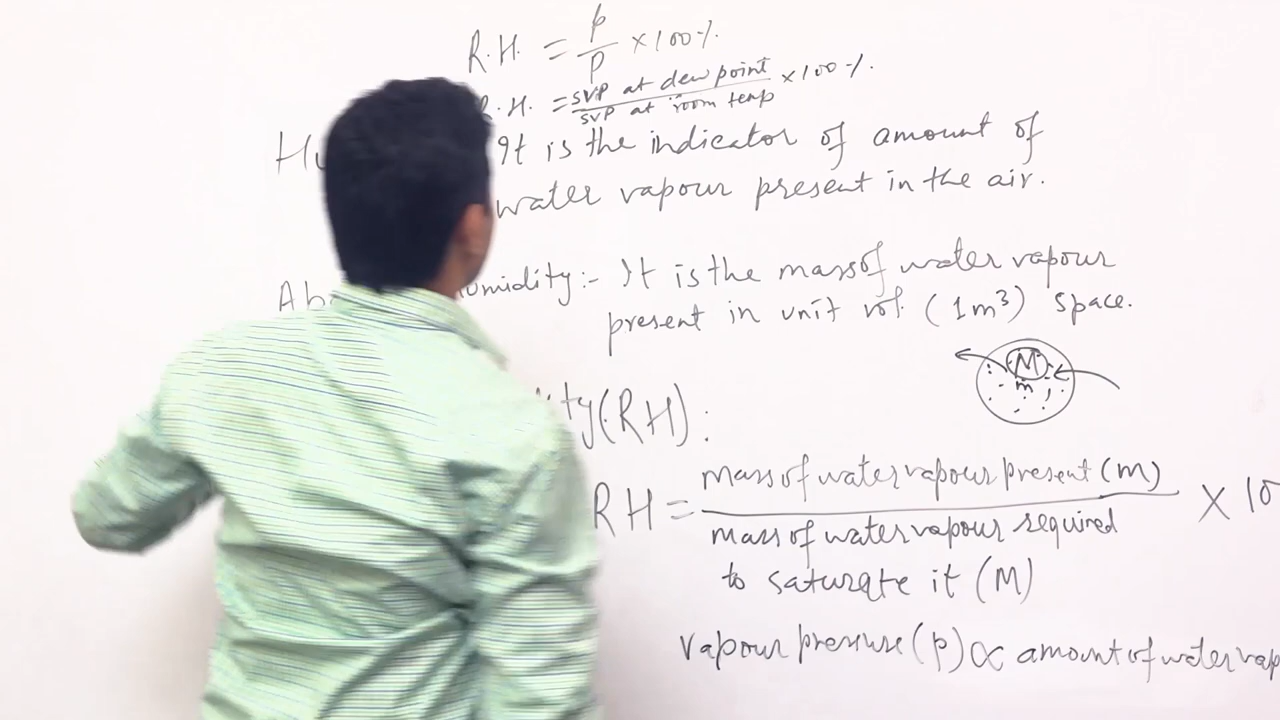 R.H. = p/P × 100 %.
R.H. = SVP at dew point / SVP at room temp × 100 %.
Hu It is the indicator of amount of
water vapour present in the air.
Ab umidity:- It is the mass of water vapour
present in unit vol. (1m³) space.
M
m
ity(RH):
RH = mass of water vapour present (m) / mass of water vapour required × 10
to saturate it (M)
vapour pressure (p) ∝ amount of water vap